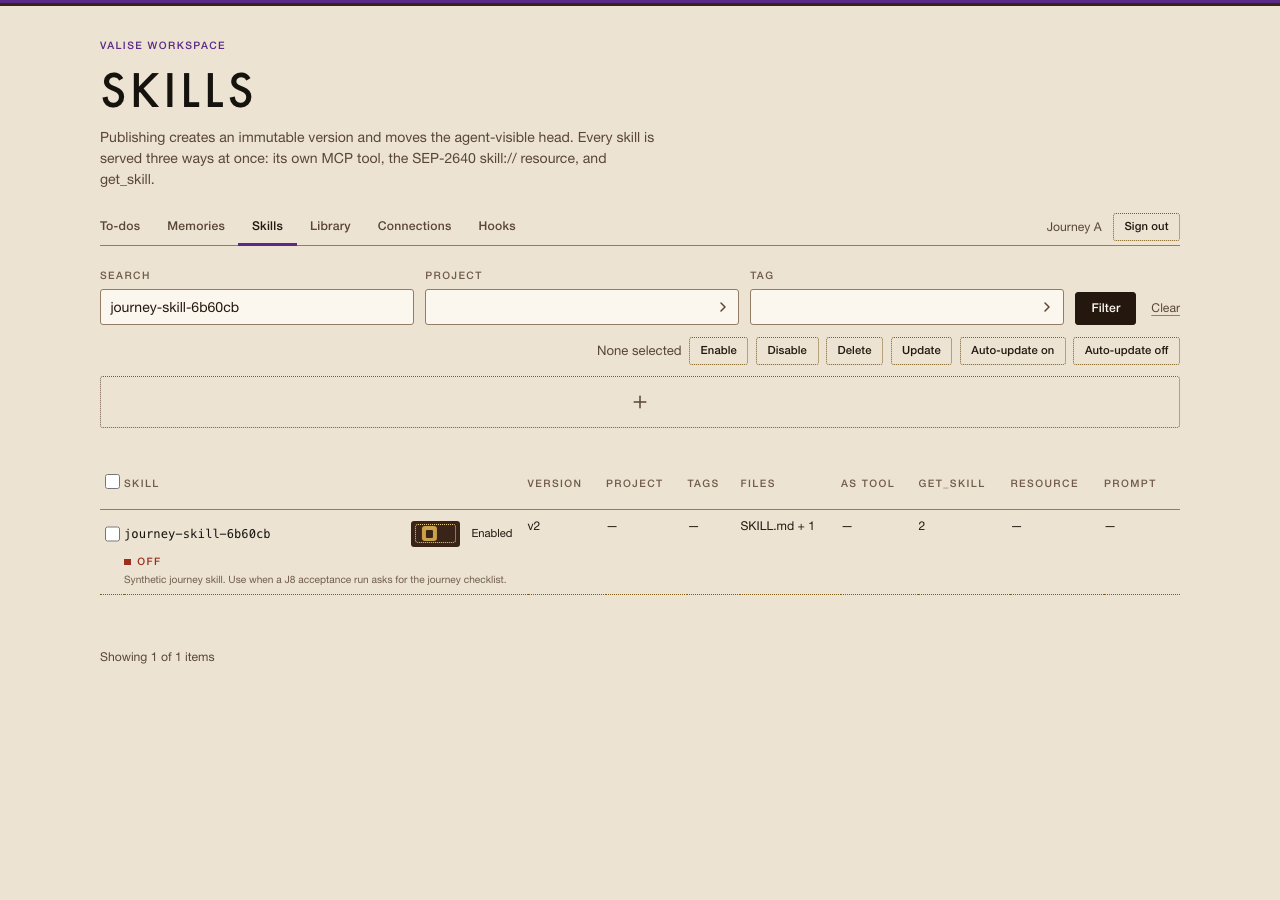 VALISE WORKSPACE
SKILLS
Publishing creates an immutable version and moves the agent-visible head. Every skill is
served three ways at once: its own MCP tool, the SEP-2640 skill:// resource, and
get_skill.
To-dos Memories Skills Library Connections Hooks Journey A Sign out
SEARCH PROJECT TAG
journey-skill-6b60cb Filter Clear
None selected Enable Disable Delete Update Auto-update on Auto-update off
+
SKILL VERSION PROJECT TAGS FILES AS TOOL GET_SKILL RESOURCE PROMPT
journey-skill-6b60cb Enabled v2 — — SKILL.md + 1 — 2 — —
OFF
Synthetic journey skill. Use when a J8 acceptance run asks for the journey checklist.
Showing 1 of 1 items